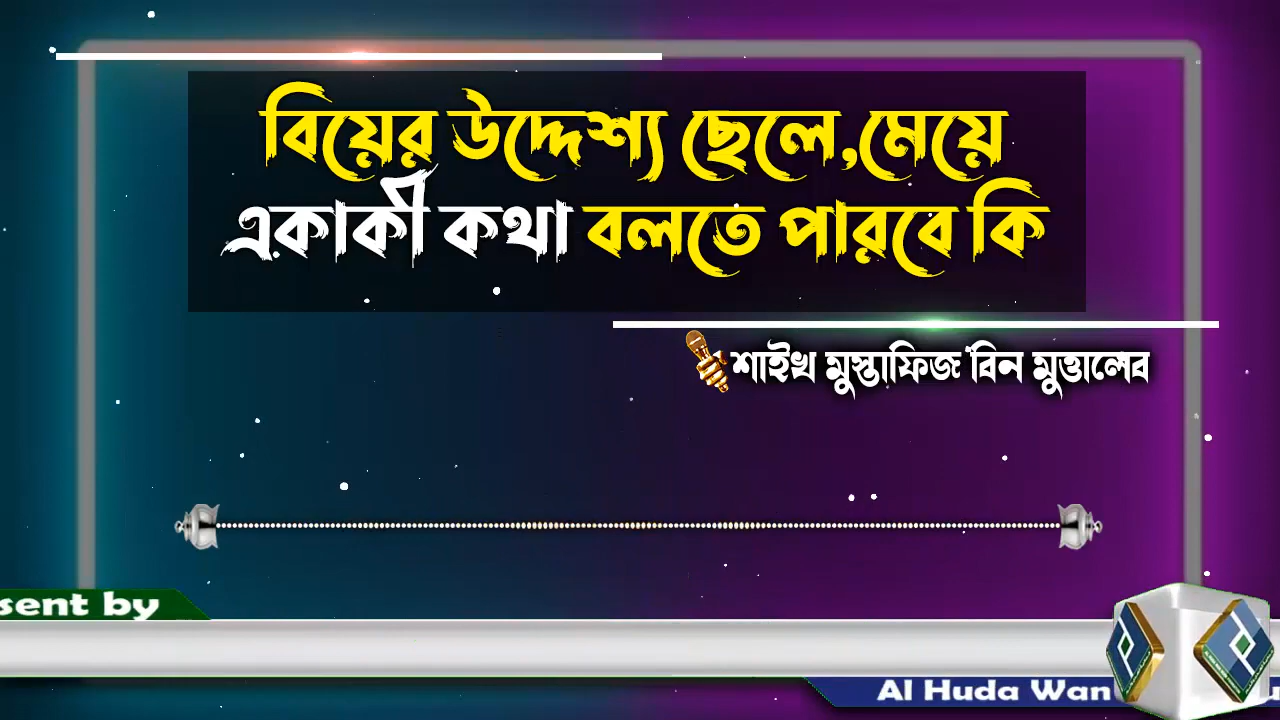 বিয়ের উদ্দেশ্য ছেলে,মেয়ে
একাকী কথা বলতে পারবে কি
শাইখ মুস্তাফিজ বিন মুত্তালেব
sent by
Al Huda Wan